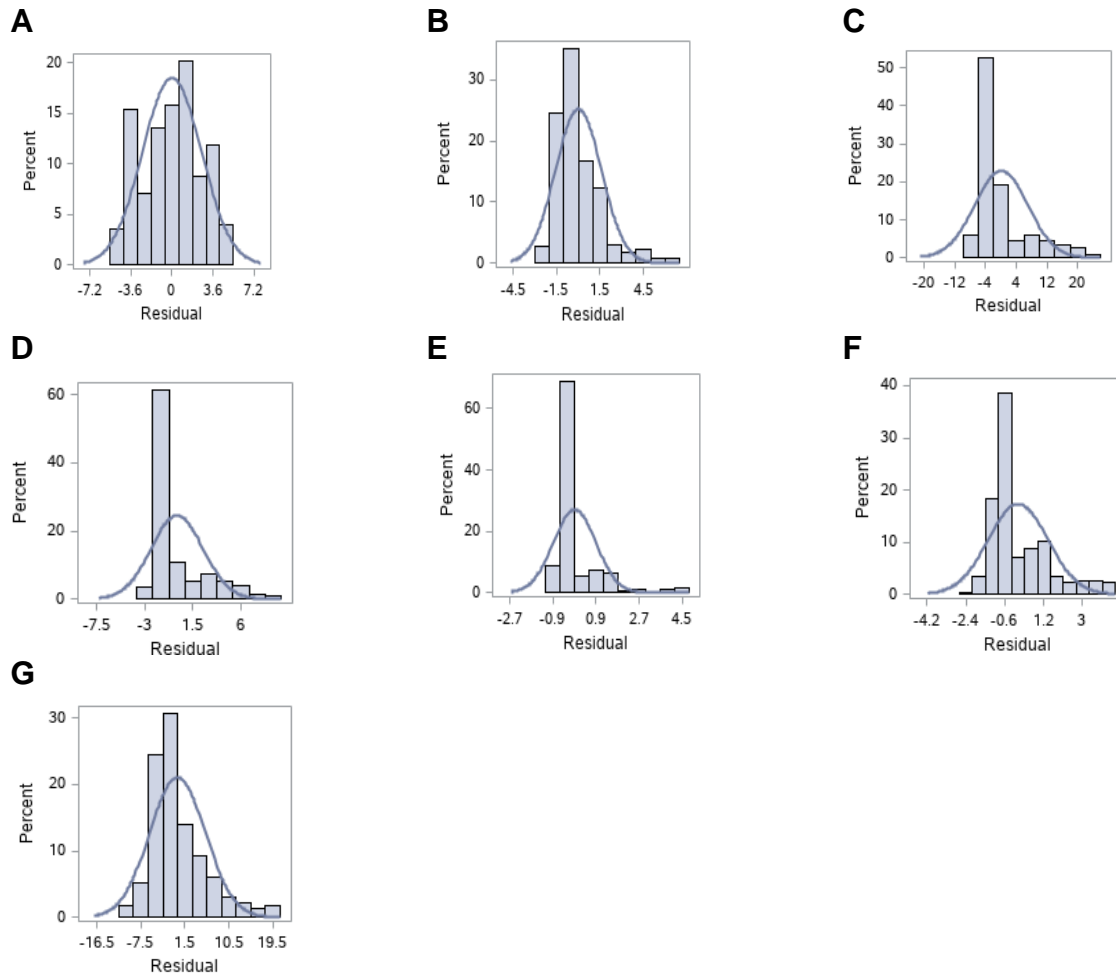 A
B
C
20
15
10
5
0
Percent
-7.2 -3.6 0 3.6 7.2
Residual
30
20
10
0
Percent
-4.5 -1.5 1.5 4.5
Residual
50
40
30
20
10
0
Percent
-20 -12 -4 4 12 20
Residual
D
E
F
60
40
20
0
Percent
-7.5 -3 1.5 6
Residual
60
40
20
0
Percent
-2.7 -0.9 0.9 2.7 4.5
Residual
40
30
20
10
0
Percent
-4.2 -2.4 -0.6 1.2 3
Residual
G
30
20
10
0
Percent
-16.5 -7.5 1.5 10.5 19.5
Residual